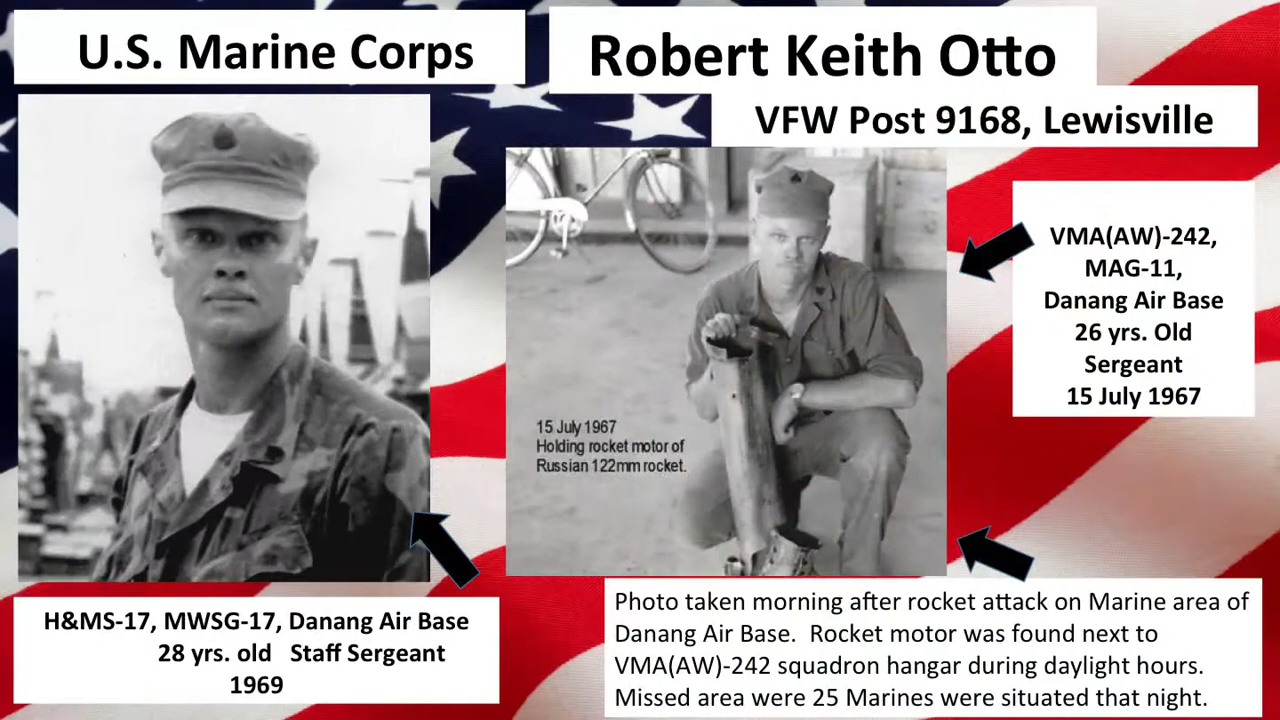 U.S. Marine Corps
Robert Keith Otto
VFW Post 9168, Lewisville
VMA(AW)-242,
MAG-11,
Danang Air Base
26 yrs. Old
Sergeant
15 July 1967
15 July 1967
Holding rocket motor of
Russian 122mm rocket.
H&MS-17, MWSG-17, Danang Air Base
28 yrs. old Staff Sergeant
1969
Photo taken morning after rocket attack on Marine area of
Danang Air Base. Rocket motor was found next to
VMA(AW)-242 squadron hangar during daylight hours.
Missed area were 25 Marines were situated that night.